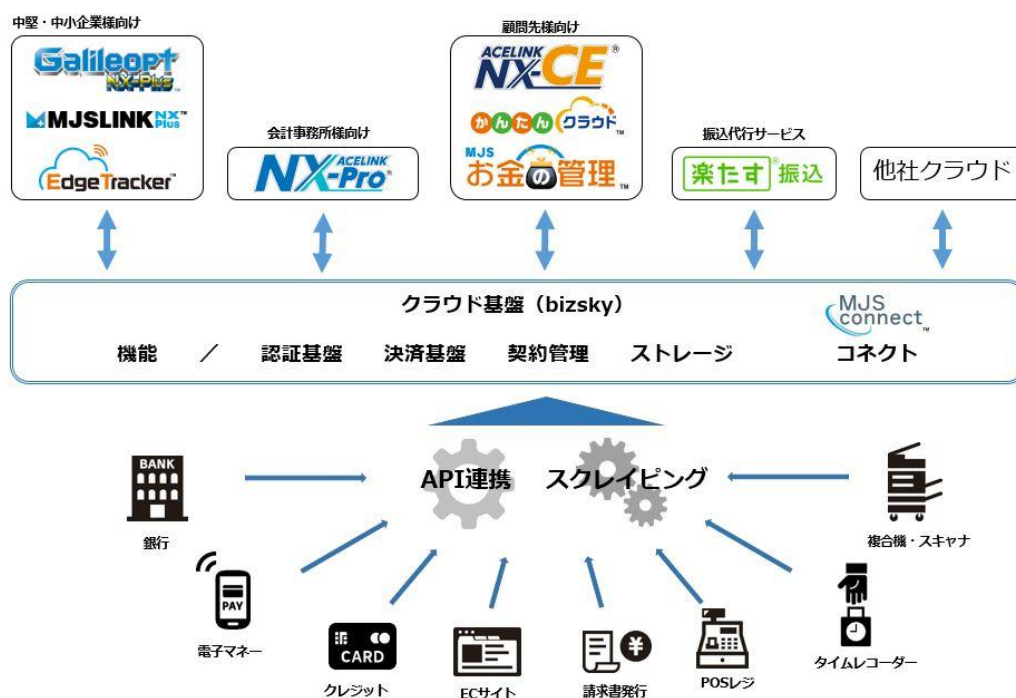 中堅・中小企業様向け
Galileopt
NX-Plus™
MJSLINK NX Plus™
EdgeTracker™
会計事務所様向け
ACELINK
NX-Pro®
顧問先様向け
ACELINK
NX-CE®
かんたんクラウド™
MJS
お金の管理™
振込代行サービス
楽たす®振込
他社クラウド
クラウド基盤（bizsky）
MJS
connect™
機能 ／ 認証基盤 決済基盤 契約管理 ストレージ コネクト
API連携 スクレイピング
BANK
銀行
PAY
電子マネー
CARD
クレジット
ECサイト
¥
請求書発行
POSレジ
タイムレコーダー
複合機・スキャナ